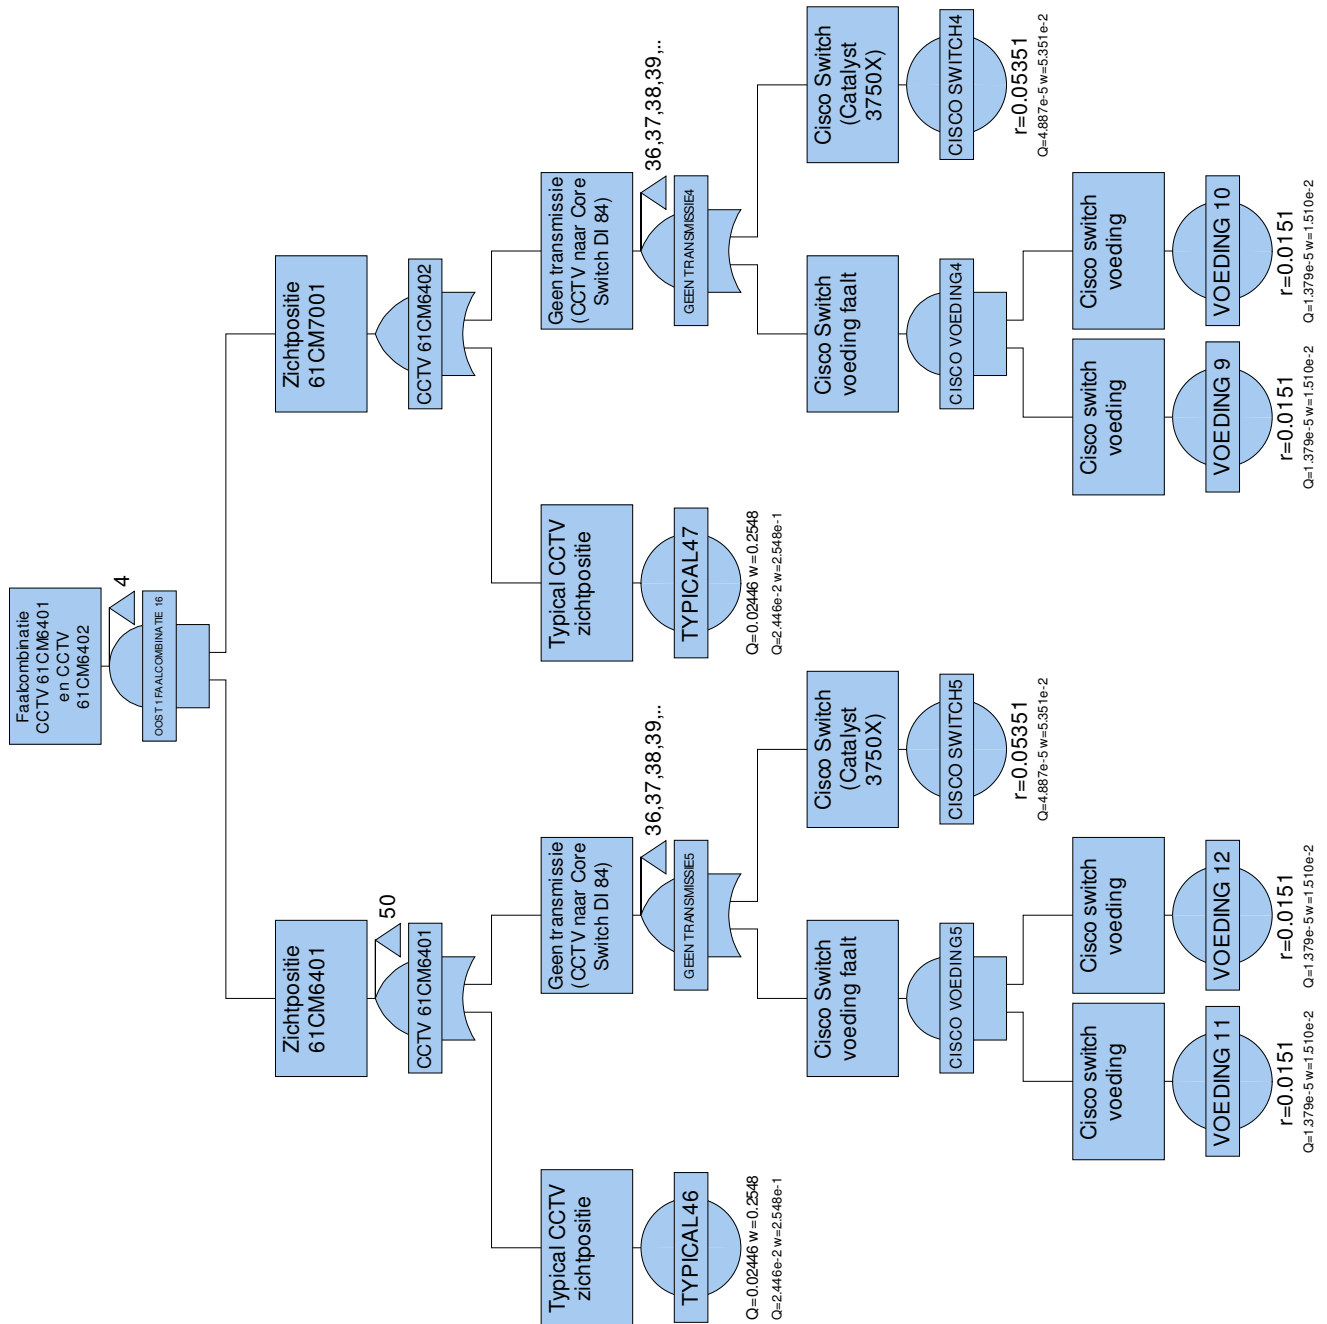 Faalcombinatie
CCTV 61CM6401
en CCTV
61CM6402
4
OOST 1 FAALCOMBINATIE 16
Zichtpositie
61CM6401
50
CCTV 61CM6401
Zichtpositie
61CM7001
CCTV 61CM6402
Typical CCTV
zichtpositie
TYPICAL46
Q=0.02446 w=0.2548
Q=2.446e-2 w=2.548e-1
Geen transmissie
(CCTV naar Core
Switch DI 84)
36,37,38,39,..
GEEN TRANSMISSIE5
Typical CCTV
zichtpositie
TYPICAL47
Q=0.02446 w=0.2548
Q=2.446e-2 w=2.548e-1
Geen transmissie
(CCTV naar Core
Switch DI 84)
36,37,38,39,..
GEEN TRANSMISSIE4
Cisco Switch
voeding faalt
CISCO VOEDING5
Cisco Switch
(Catalyst
3750X)
CISCO SWITCH5
r=0.05351
Q=4.887e-5 w=5.351e-2
Cisco Switch
voeding faalt
CISCO VOEDING4
Cisco Switch
(Catalyst
3750X)
CISCO SWITCH4
r=0.05351
Q=4.887e-5 w=5.351e-2
Cisco switch
voeding
VOEDING 11
r=0.0151
Q=1.379e-5 w=1.510e-2
Cisco switch
voeding
VOEDING 12
r=0.0151
Q=1.379e-5 w=1.510e-2
Cisco switch
voeding
VOEDING 9
r=0.0151
Q=1.379e-5 w=1.510e-2
Cisco switch
voeding
VOEDING 10
r=0.0151
Q=1.379e-5 w=1.510e-2